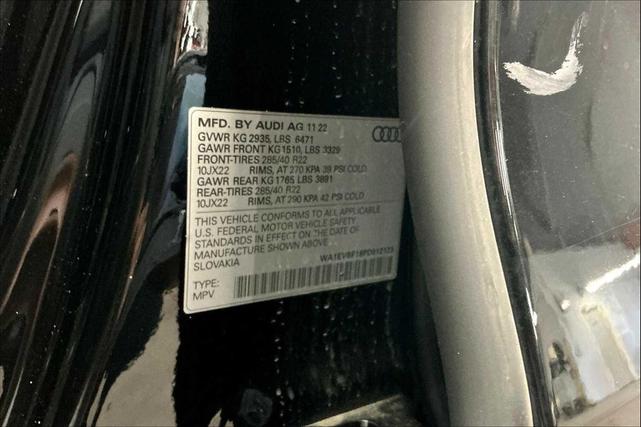 MFD. BY AUDI AG 11 22
GVWR KG 2935, LBS 6471
GAWR FRONT KG 1510, LBS 3329
FRONT-TIRES 285/40 R22
10JX22 RIMS, AT 270 KPA 39 PSI COLD
GAWR REAR KG 1765 LBS 3891
REAR-TIRES 285/40 R22
10JX22 RIMS, AT 290 KPA 42 PSI COLD
THIS VEHICLE CONFORMS TO ALL APPLICABLE
U.S. FEDERAL MOTOR VEHICLE SAFETY
STANDARDS IN EFFECT ON THE DATE OF
MANUFACTURE SHOWN ABOVE
SLOVAKIA
TYPE:
MPV